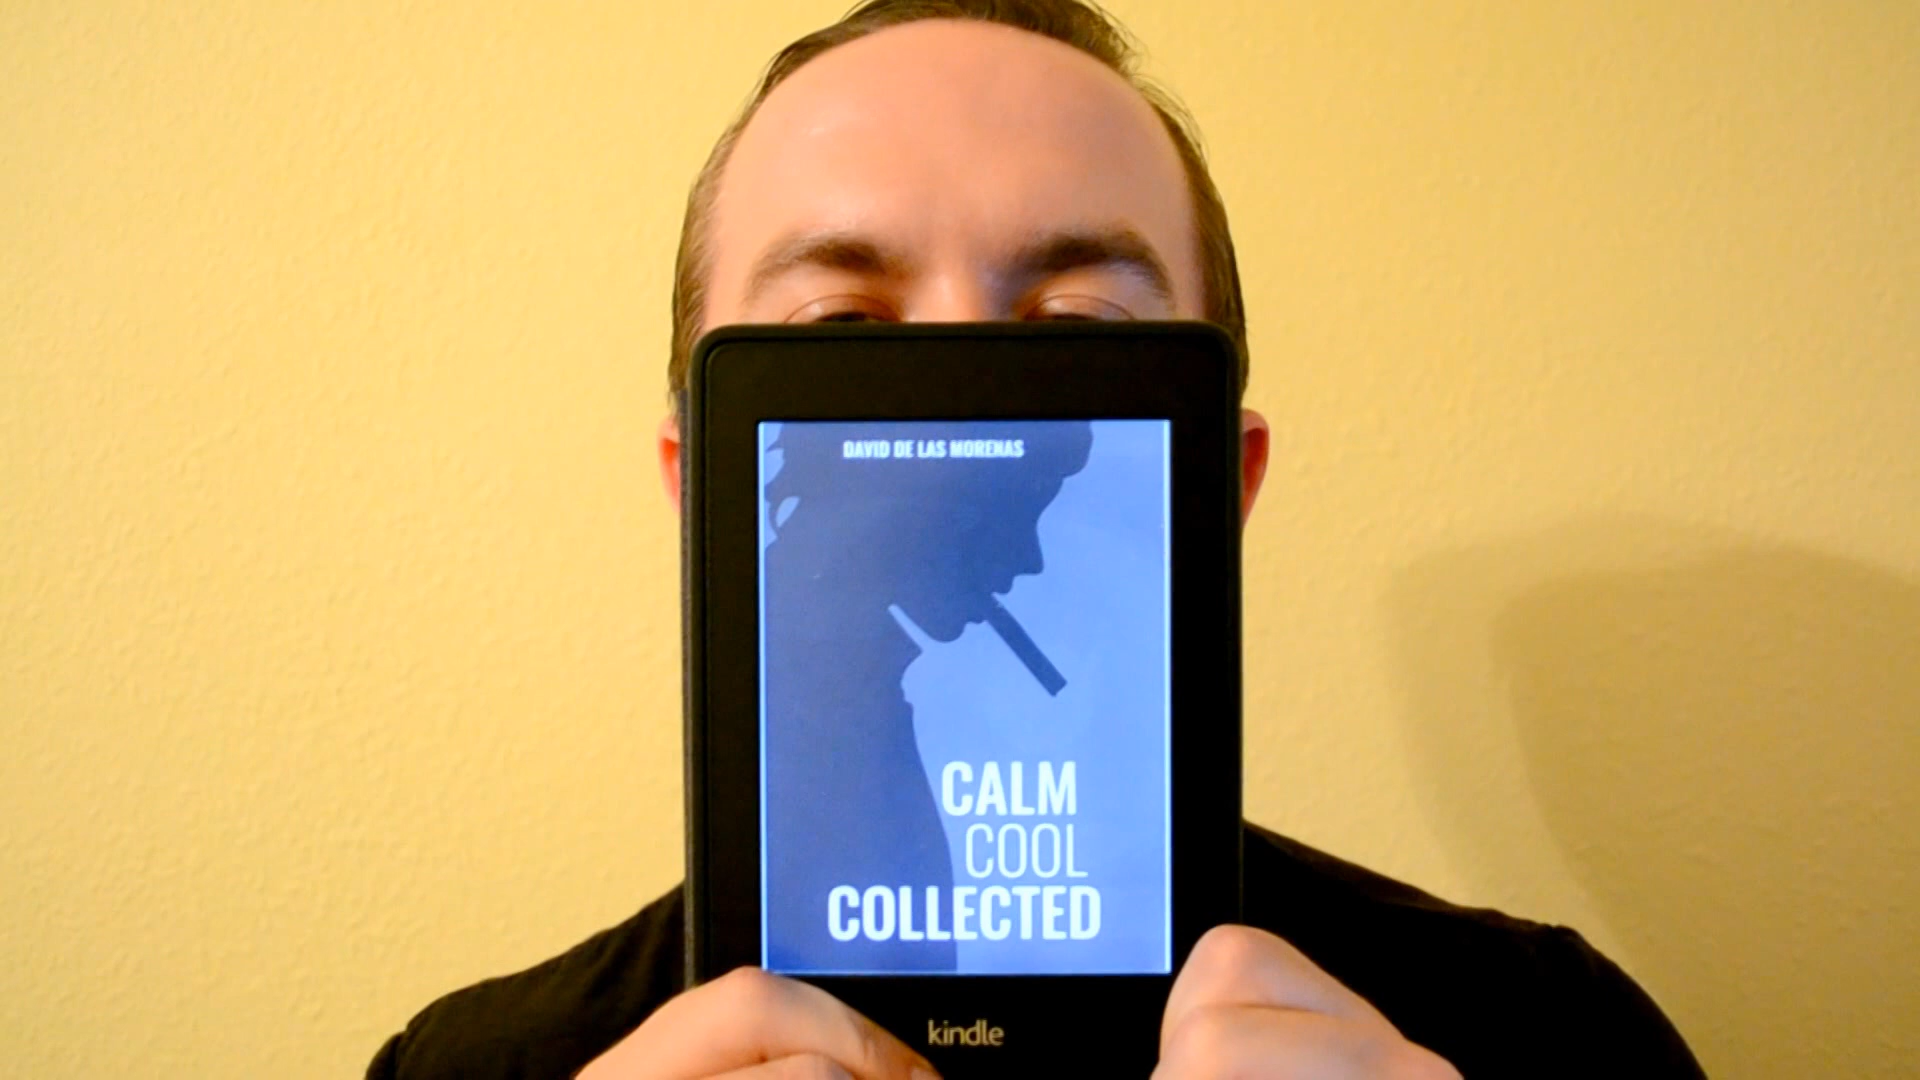 DAVID DE LAS MORENAS
CALM
COOL
COLLECTED
kindle